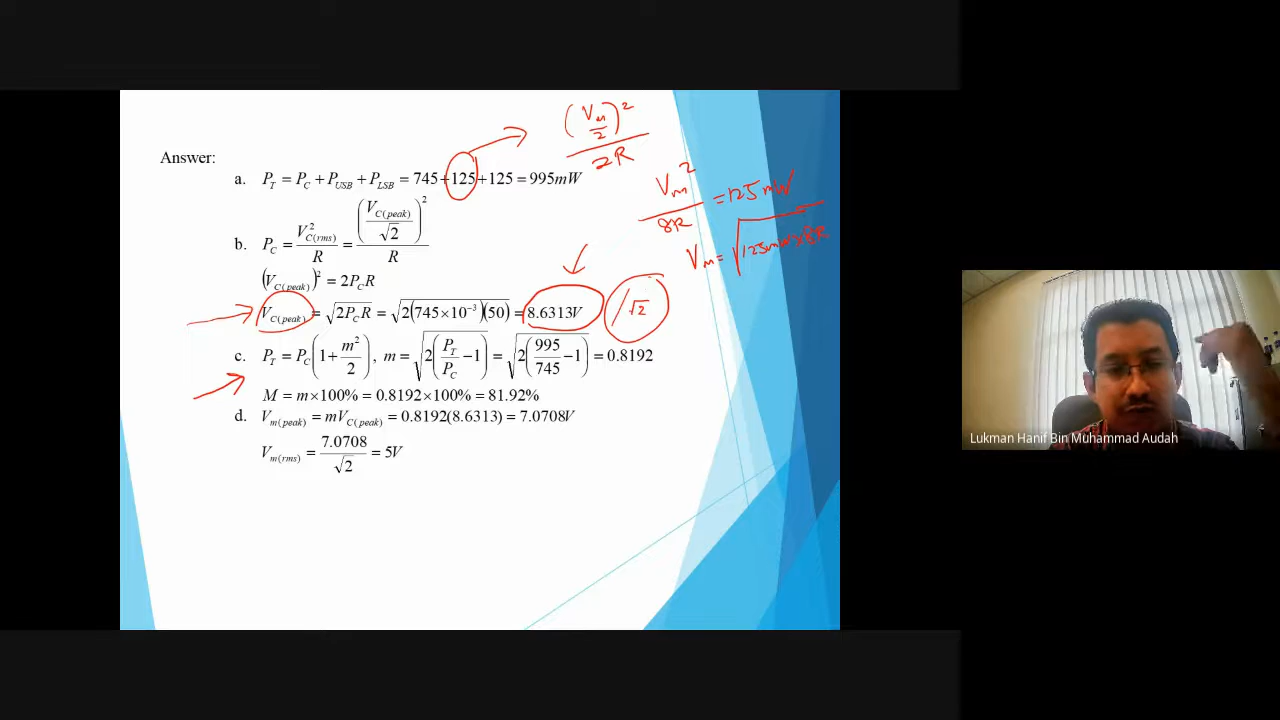 Answer:
(V_m/2)² / 2R
a. P_T = P_C + P_USB + P_LSB = 745 + 125 + 125 = 995mW
V_m² / 8R = 125mW
b. P_C = V²_C(rms) / R = (V_C(peak) / √2)² / R
V_m = √125mW×8R
(V_C(peak))² = 2P_C R
V_C(peak) = √2P_C R = √2(745×10⁻³)(50) = 8.6313V
/√2
c. P_T = P_C(1 + m²/2), m = √2(P_T/P_C − 1) = √2(995/745 − 1) = 0.8192
M = m×100% = 0.8192×100% = 81.92%
d. V_m(peak) = mV_C(peak) = 0.8192(8.6313) = 7.0708V
V_m(rms) = 7.0708/√2 = 5V
Lukman Hanif Bin Muhammad Audah